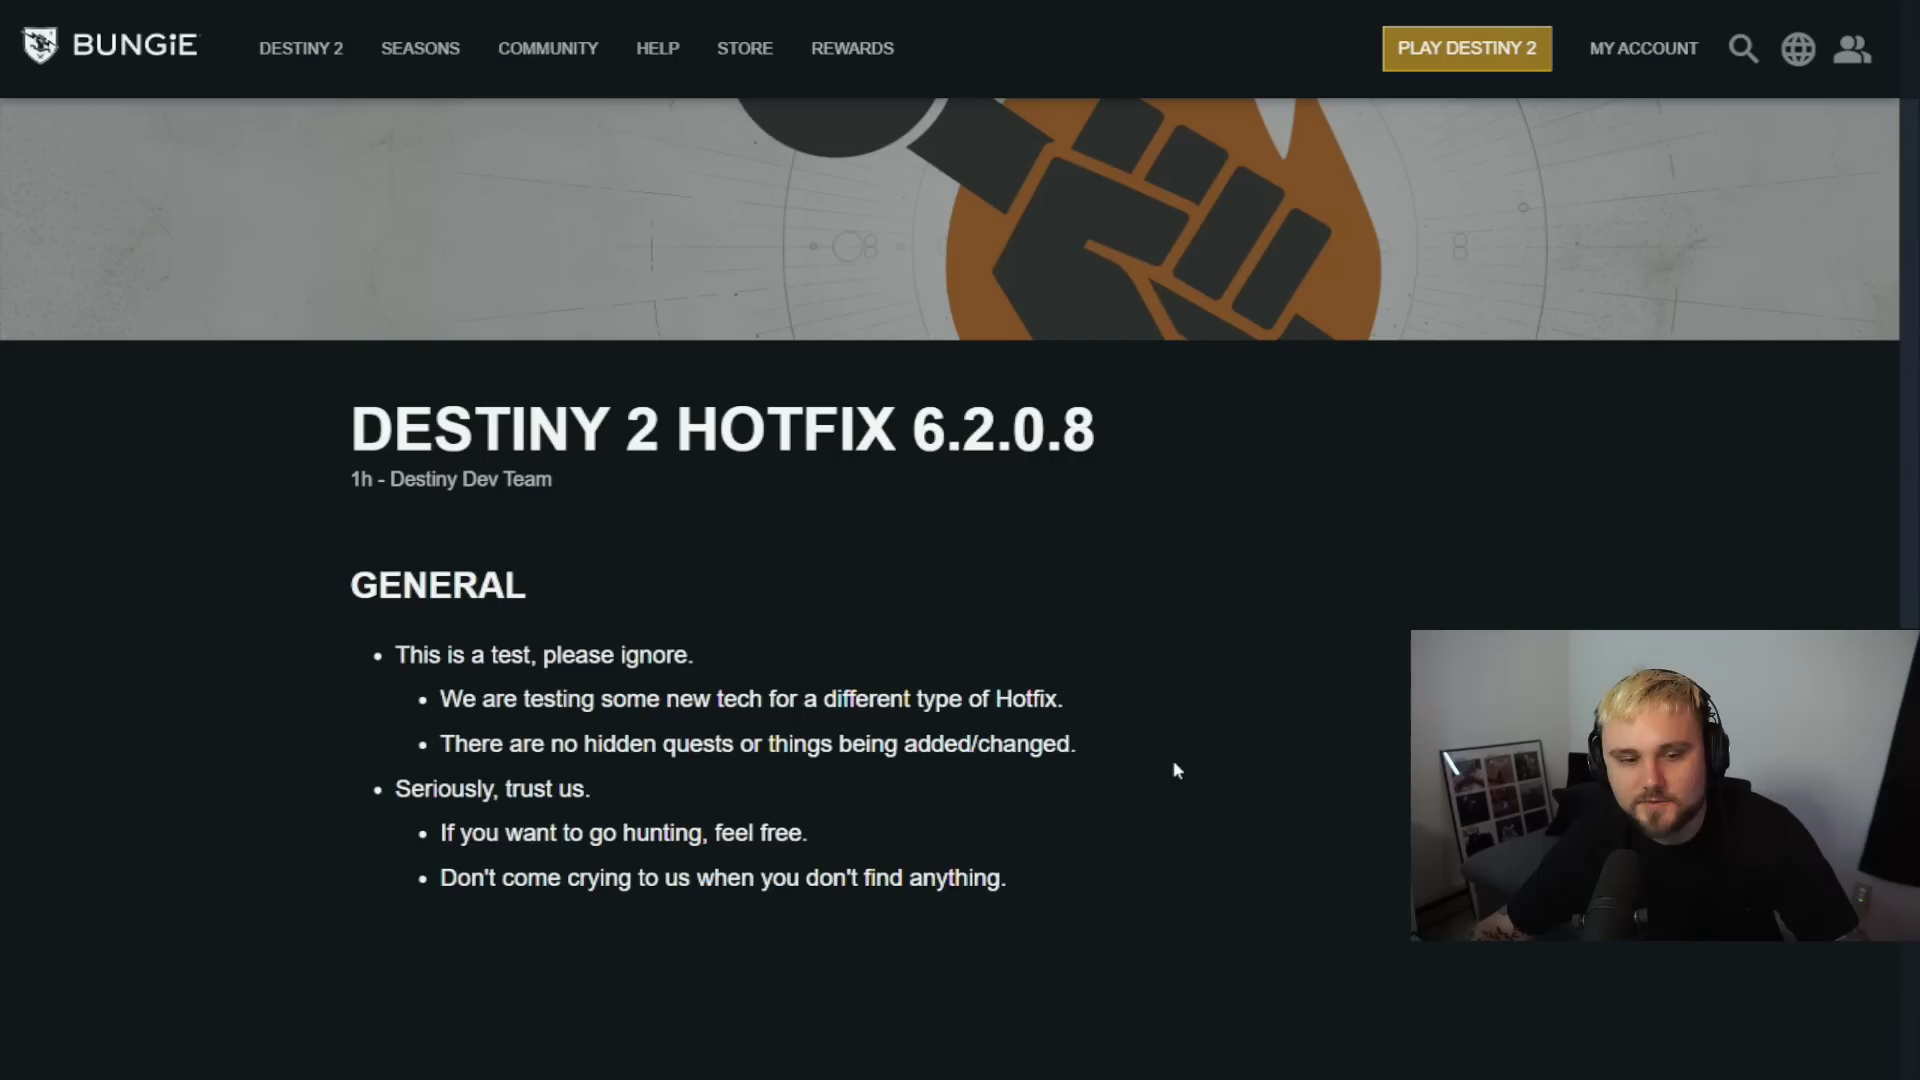 BUNGiE
DESTINY 2
SEASONS
COMMUNITY
HELP
STORE
REWARDS
PLAY DESTINY 2
MY ACCOUNT
DESTINY 2 HOTFIX 6.2.0.8
1h - Destiny Dev Team
GENERAL
This is a test, please ignore.
We are testing some new tech for a different type of Hotfix.
There are no hidden quests or things being added/changed.
Seriously, trust us.
If you want to go hunting, feel free.
Don't come crying to us when you don't find anything.